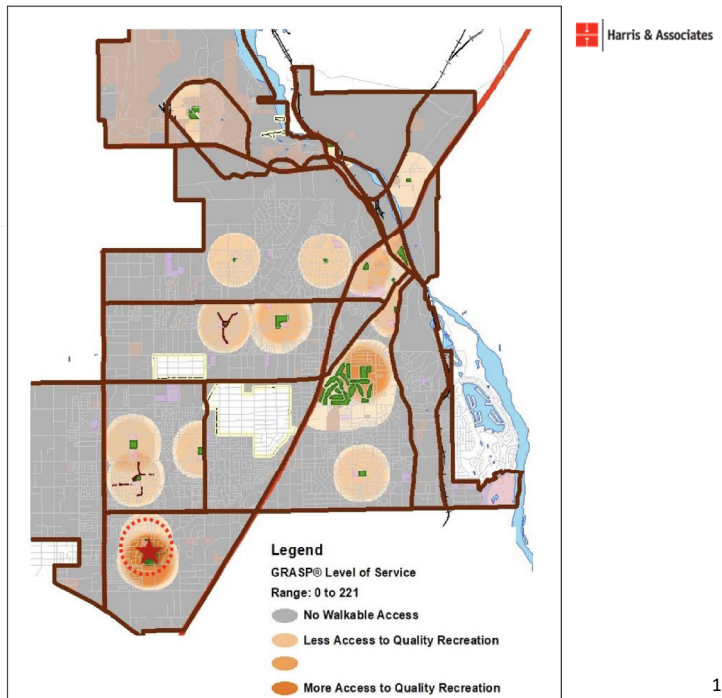 Harris & Associates
Legend
GRASP® Level of Service
Range: 0 to 221
No Walkable Access
Less Access to Quality Recreation
More Access to Quality Recreation
1